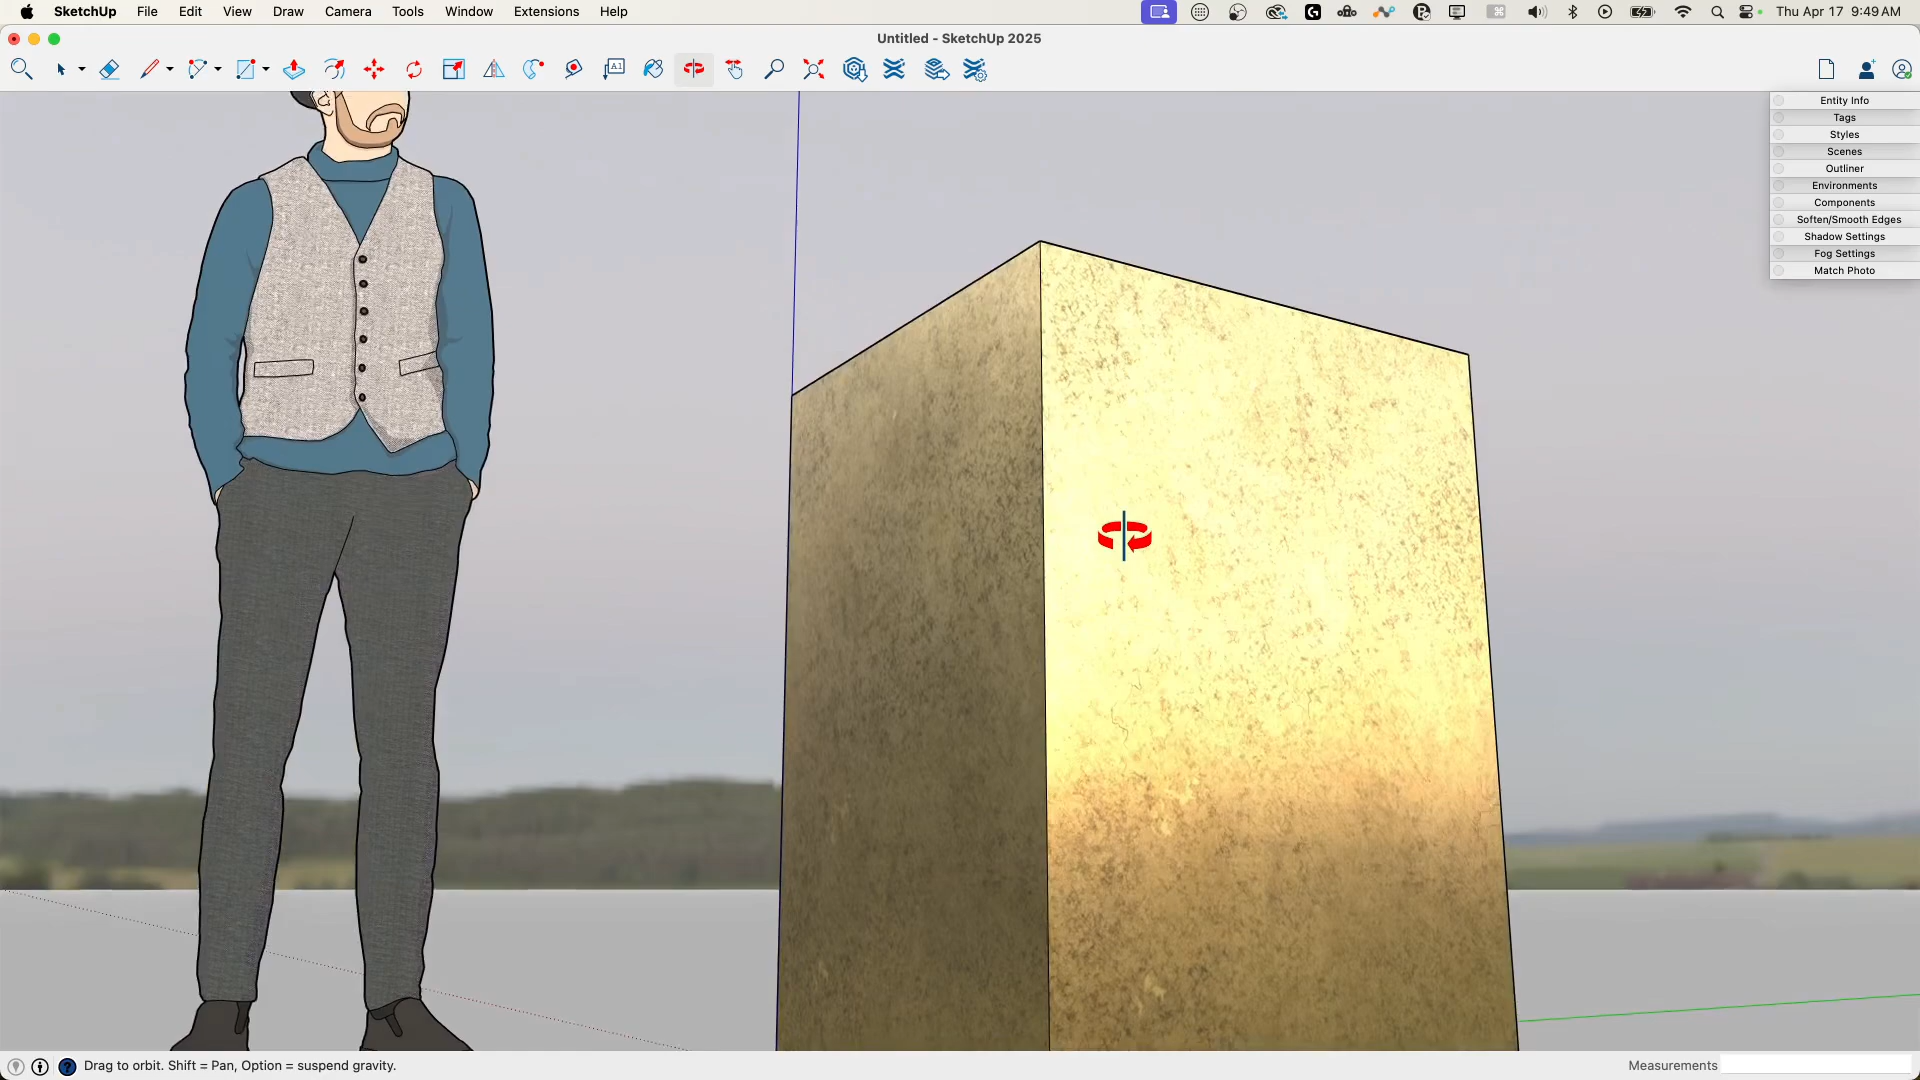 SketchUp File Edit View Draw Camera Tools Window Extensions Help Thu Apr 17 9:49 AM
Untitled - SketchUp 2025
A1
Entity Info
Tags
Styles
Scenes
Outliner
Environments
Components
Soften/Smooth Edges
Shadow Settings
Fog Settings
Match Photo
Drag to orbit. Shift = Pan, Option = suspend gravity. Measurements